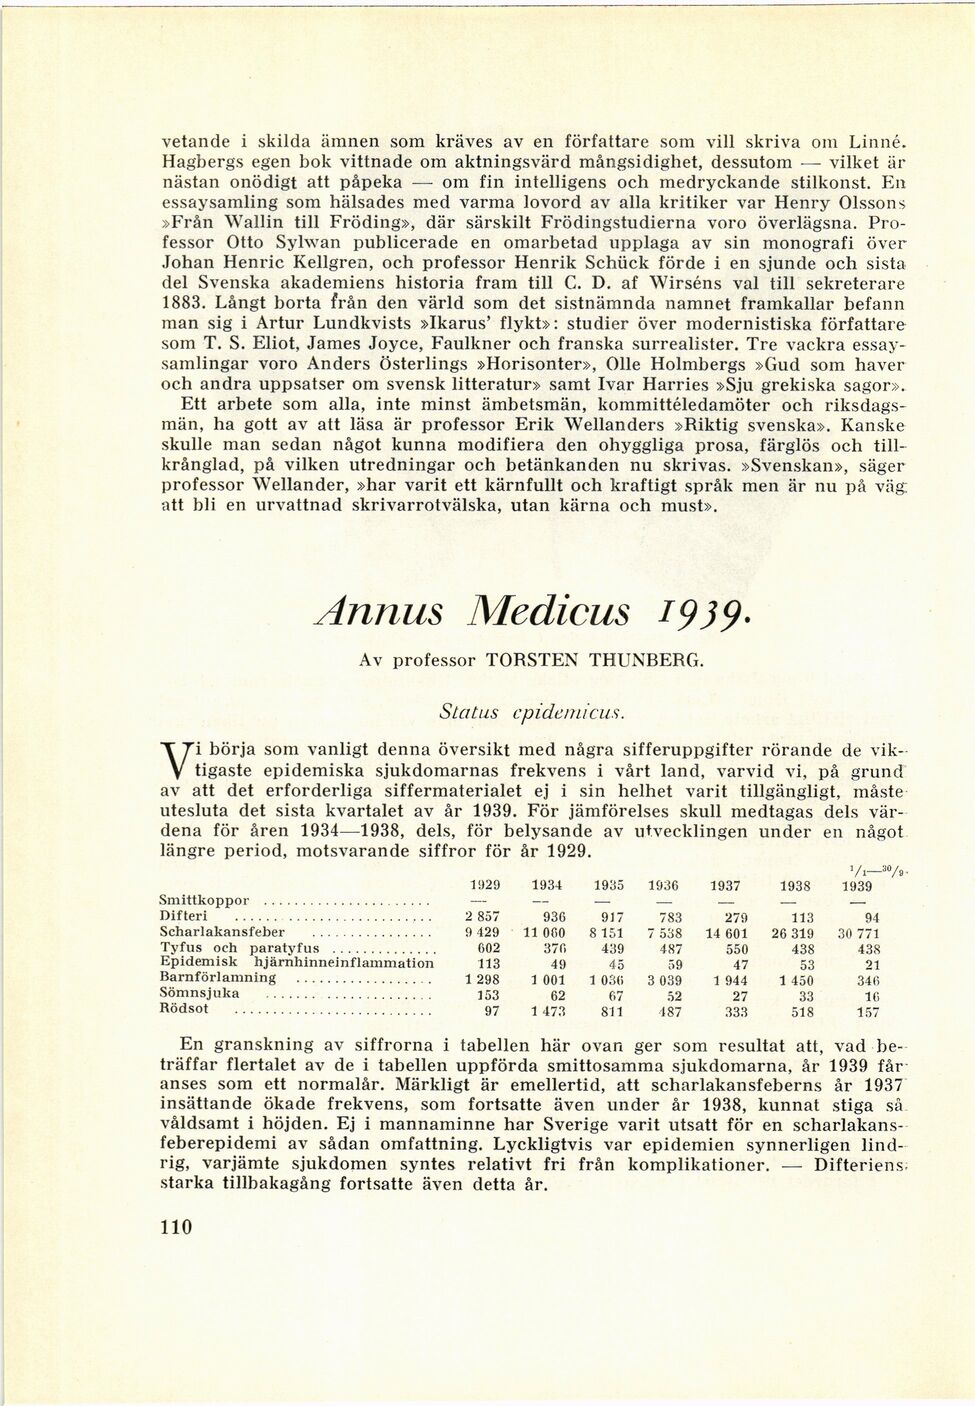 vetande i skilda ämnen som kräves av en författare som vill skriva om Linné.
Hagbergs egen bok vittnade om aktningsvärd mångsidighet, dessutom — vilket är
nästan onödigt att påpeka — om fin intelligens och medryckande stilkonst. En
essaysamling som hälsades med varma lovord av alla kritiker var Henry Olssons
»Från Wallin till Fröding», där särskilt Frödingstudierna voro överlägsna. Pro-
fessor Otto Sylwan publicerade en omarbetad upplaga av sin monografi över
Johan Henric Kellgren, och professor Henrik Schück förde i en sjunde och sista
del Svenska akademiens historia fram till C. D. af Wirséns val till sekreterare
1883. Långt borta från den värld som det sistnämnda namnet framkallar befann
man sig i Artur Lundkvists »Ikarus’ flykt»: studier över modernistiska författare
som T. S. Eliot, James Joyce, Faulkner och franska surrealister. Tre vackra essay-
samlingar voro Anders Österlings »Horisonter», Olle Holmbergs »Gud som haver
och andra uppsatser om svensk litteratur» samt Ivar Harries »Sju grekiska sagor».
Ett arbete som alla, inte minst ämbetsmän, kommittéledamöter och riksdags-
män, ha gott av att läsa är professor Erik Wellanders »Riktig svenska». Kanske
skulle man sedan något kunna modifiera den ohyggliga prosa, färglös och till-
krånglad, på vilken utredningar och betänkanden nu skrivas. »Svenskan», säger
professor Wellander, »har varit ett kärnfullt och kraftigt språk men är nu på väg
att bli en urvattnad skrivarrotvälska, utan kärna och must».
Annus Medicus 1939.
Av professor TORSTEN THUNBERG.
Status epidemicus.
Vi börja som vanligt denna översikt med några sifferuppgifter rörande de vik-
tigaste epidemiska sjukdomarnas frekvens i vårt land, varvid vi, på grund
av att det erforderliga siffermaterialet ej i sin helhet varit tillgängligt, måste
utesluta det sista kvartalet av år 1939. För jämförelses skull medtagas dels vär-
dena för åren 1934—1938, dels, för belysande av utvecklingen under en något
längre period, motsvarande siffror för år 1929.
1/1—30/9
1929 1934 1935 1936 1937 1938 1939
Smittkoppor ..................... — — — — — — —
Difteri ......................... 2 857 936 917 783 279 113 94
Scharlakansfeber ................ 9 429 11 060 8 151 7 538 14 601 26 319 30 771
Tyfus och paratyfus ............. 602 376 439 487 550 438 438
Epidemisk hjärnhinneinflammation 113 49 45 59 47 53 21
Barnförlamning .................. 1 298 1 001 1 036 3 039 1 944 1 450 346
Sömnsjuka ..................... 153 62 67 52 27 33 16
Rödsot ......................... 97 1 473 811 487 333 518 157
En granskning av siffrorna i tabellen här ovan ger som resultat att, vad be-
träffar flertalet av de i tabellen uppförda smittosamma sjukdomarna, år 1939 får
anses som ett normalår. Märkligt är emellertid, att scharlakansfeberns år 1937
insättande ökade frekvens, som fortsatte även under år 1938, kunnat stiga så
våldsamt i höjden. Ej i mannaminne har Sverige varit utsatt för en scharlakans-
feberepidemi av sådan omfattning. Lyckligtvis var epidemien synnerligen lind-
rig, varjämte sjukdomen syntes relativt fri från komplikationer. — Difteriens
starka tillbakagång fortsatte även detta år.
110